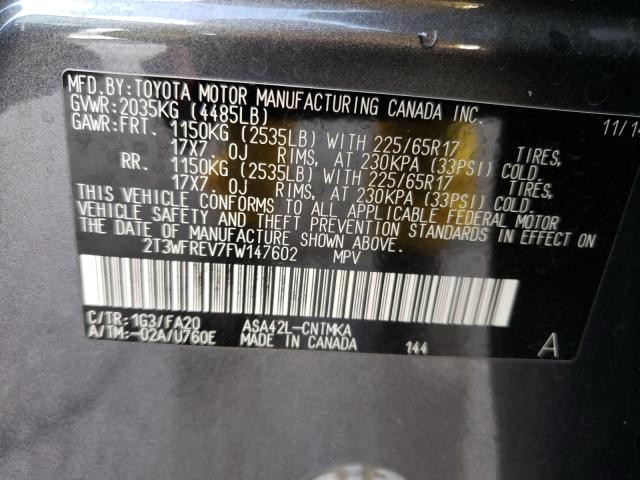 MFD.BY:TOYOTA MOTOR MANUFACTURING CANADA INC.
GVWR:2035KG (4485LB) 11/14
GAWR:FRT. 1150KG (2535LB) WITH 225/65R17 TIRES,
17X7.0J RIMS, AT 230KPA (33PSI) COLD.
RR. 1150KG (2535LB) WITH 225/65R17 TIRES,
17X7.0J RIMS, AT 230KPA (33PSI) COLD.
THIS VEHICLE CONFORMS TO ALL APPLICABLE FEDERAL MOTOR
VEHICLE SAFETY AND THEFT PREVENTION STANDARDS IN EFFECT ON
THE DATE OF MANUFACTURE SHOWN ABOVE.
2T3WFREV7FW147602 MPV
C/TR:1G3/FA20 ASA42L-CNTMKA
A/TM:-02A/U760E MADE IN CANADA 144 A